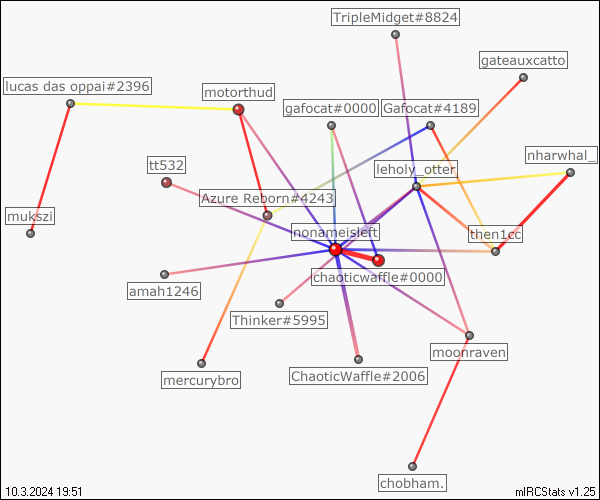 TripleMidget#8824
gateauxcatto
lucas das oppai#2396
motorthud
gafocat#0000
Gafocat#4189
nharwhal_
tt532
leholy_otter
Azure Reborn#4243
mukszi
nonameisleft
then1cc
chaoticwaffle#0000
amah1246
Thinker#5995
moonraven
mercurybro
ChaoticWaffle#2006
chobham.
10.3.2024 19:51
mIRCStats v1.25